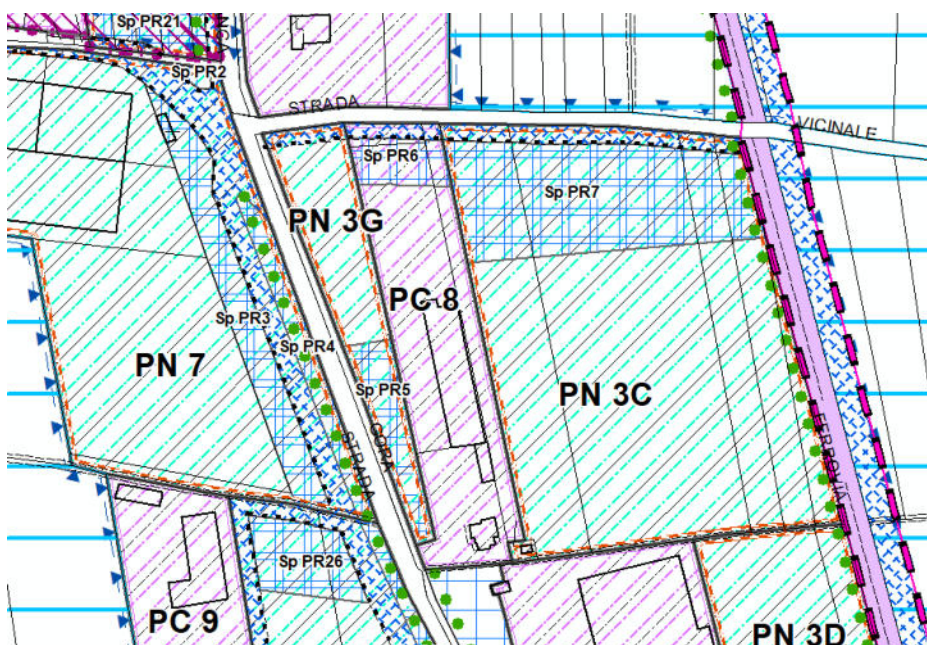 Sp PR21
Sp PR2
STRADA
VICINALE
Sp PR6
Sp PR7
PN 3G
PC 8
Sp PR3
Sp PR4
PN 7
Sp PR5
PN 3C
STRADA
GORA
FERROVIA
Sp PR26
PC 9
PN 3D